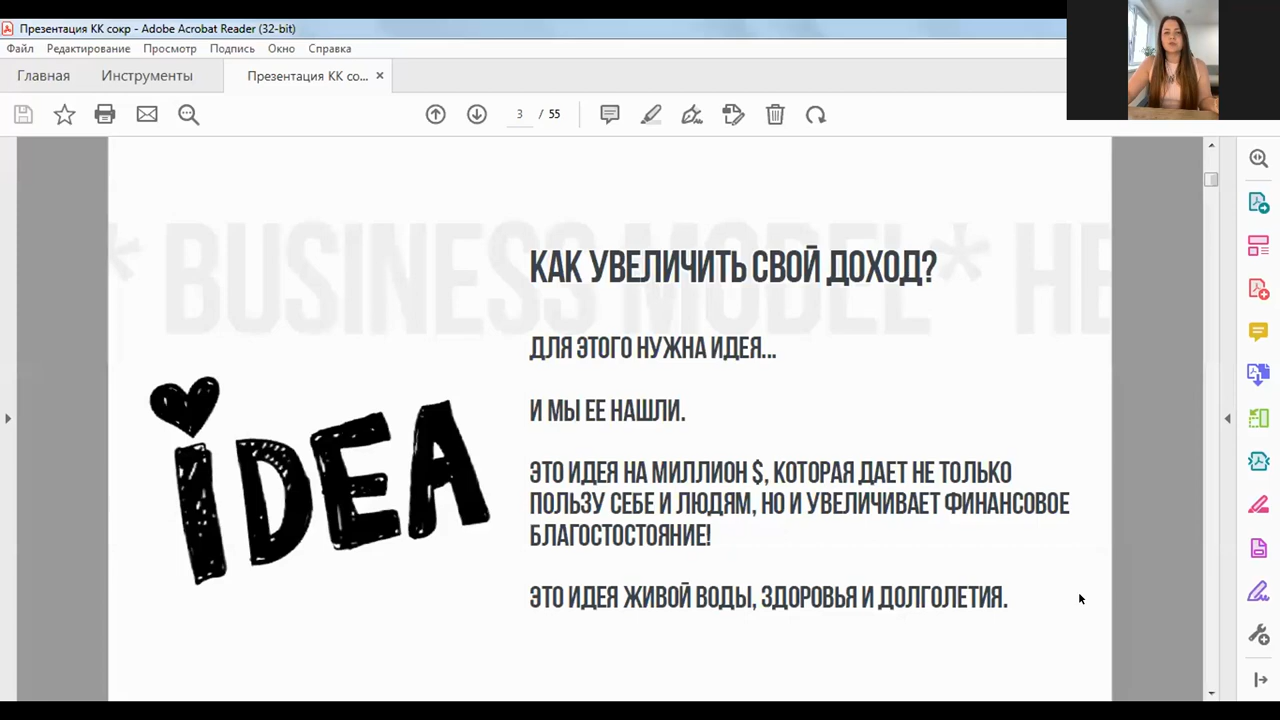 Презентация КК сокр - Adobe Acrobat Reader (32-bit)
Файл Редактирование Просмотр Подпись Окно Справка
Главная Инструменты Презентация КК со... ×
3 / 55
* BUSINESS MODEL * HE
КАК УВЕЛИЧИТЬ СВОЙ ДОХОД?
ДЛЯ ЭТОГО НУЖНА ИДЕЯ...
И МЫ ЕЕ НАШЛИ.
ЭТО ИДЕЯ НА МИЛЛИОН $, КОТОРАЯ ДАЕТ НЕ ТОЛЬКО
ПОЛЬЗУ СЕБЕ И ЛЮДЯМ, НО И УВЕЛИЧИВАЕТ ФИНАНСОВОЕ
БЛАГОСТОСТОЯНИЕ!
ЭТО ИДЕЯ ЖИВОЙ ВОДЫ, ЗДОРОВЬЯ И ДОЛГОЛЕТИЯ.
iDEA